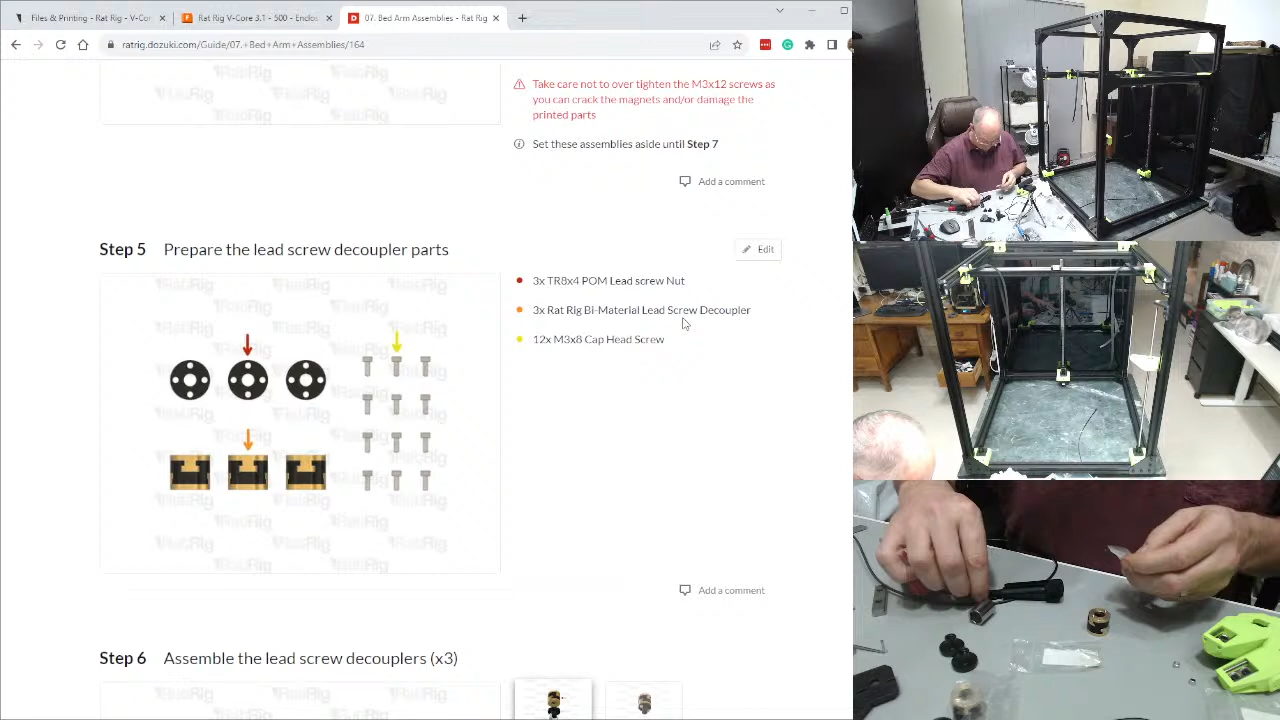 Files & Printing - Rat Rig - V-C
Rat Rig V-Core 3.1 - 500 - Enclos
07. Bed Arm Assemblies - Rat Rig
ratrig.dozuki.com/Guide/07.+Bed+Arm+Assemblies/164
Take care not to over tighten the M3x12 screws as
you can crack the magnets and/or damage the
printed parts
Set these assemblies aside until Step 7
Add a comment
Step 5 Prepare the lead screw decoupler parts
Edit
3x TR8x4 POM Lead screw Nut
3x Rat Rig Bi-Material Lead Screw Decoupler
12x M3x8 Cap Head Screw
Add a comment
Step 6 Assemble the lead screw decouplers (x3)